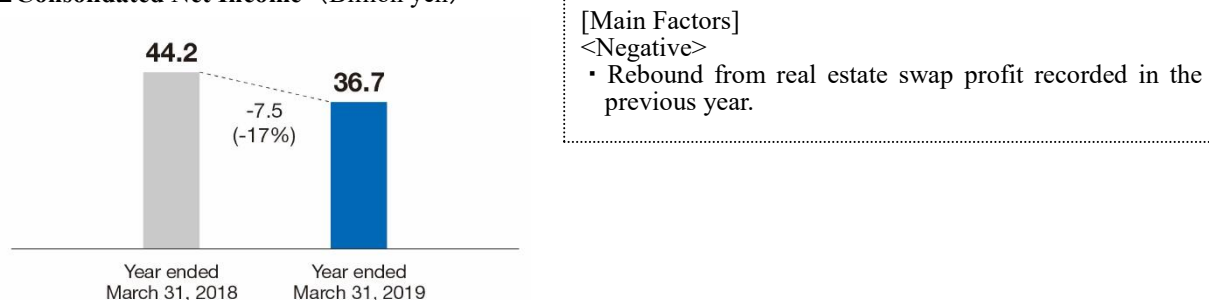 Consolidated Net Income (Billion yen)
44.2
36.7
-7.5
(-17%)
Year ended
March 31, 2018
Year ended
March 31, 2019
[Main Factors]
<Negative>
・Rebound from real estate swap profit recorded in the
previous year.